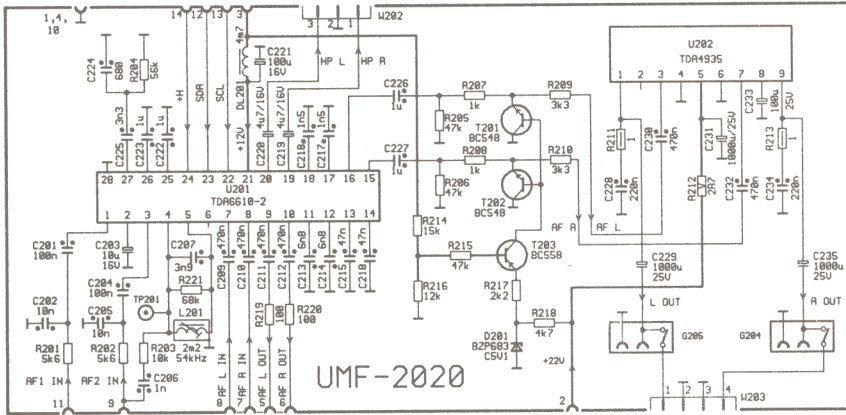 1,4,
10
14 12 13 3
W202
3 2 1
C224
680
R204
56k
+H
SDA
SCL
DL201
4m7
+12V
C221
100u
16V
HP L
HP R
C225
3n3
C223
1u
C222
1u
C220
4u7/16V
C219
4u7/16V
C218
1n5
C217
1n5
C226
1u
C227
1u
R205
47k
R206
47k
R207
1k
R208
1k
T201
BC548
T202
BC548
R209
3k3
R210
3k3
U202
TDA4935
1 2 3 4 5 6 7 8 9
R211
1
C230
470n
C231
1000u/25V
C233
100u
25V
R213
1
C228
220n
R212
2R7
C232
470n
C234
220n
28 27 26 25 24 23 22 21 20 19 18 17 16 15
U201
TDA6610-2
1 2 3 4 5 6 7 8 9 10 11 12 13 14
C201
100n
C203
10u
16V
C204
100n
C207
3n9
R221
68k
TP201
L201
2m2
54kHz
C202
10n
C205
10n
R201
5k6
R202
5k6
R203
10k
C206
1n
C209
470n
C210
470n
C211
470n
C212
470n
C213
6n8
C214
6n8
C215
47n
C218
47n
R219
100
R220
100
R214
15k
R215
47k
R216
12k
T203
BC558
R217
2k2
R218
4k7
D201
BZP683
C5V1
+22V
AF R
AF L
C229
1000u
25V
L OUT
C235
1000u
25V
R OUT
G205
G204
AF1 IN
AF2 IN
AF L IN
AF R IN
AF L OUT
AF R OUT
UMF-2020
11 9 8 7 5 6 2
1 2 3 4
W203